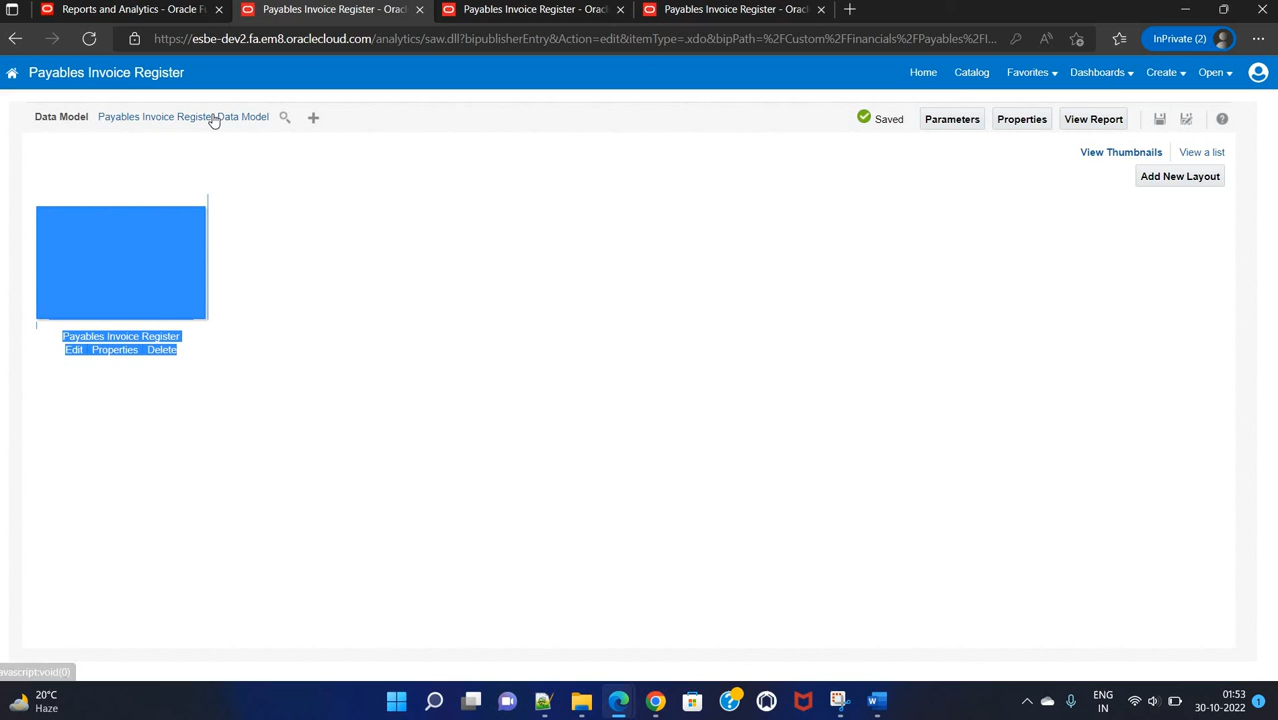 Reports and Analytics - Oracle F
Payables Invoice Register - Orac
Payables Invoice Register - Oracl
Payables Invoice Register - Oracl
https://esbe-dev2.fa.em8.oraclecloud.com/analytics/saw.dll?bipublisherEntry&Action=edit&itemType=.xdo&bipPath=%2FCustom%2FFinancials%2FPayables%2FI...
InPrivate (2)
Payables Invoice Register
Home
Catalog
Favorites
Dashboards
Create
Open
Data Model
Payables Invoice Register Data Model
Saved
Parameters
Properties
View Report
View Thumbnails
View a list
Add New Layout
Payables Invoice Register
Edit Properties Delete
avascript:void(0)
20°C
Haze
ENG
IN
01:53
30-10-2022
1